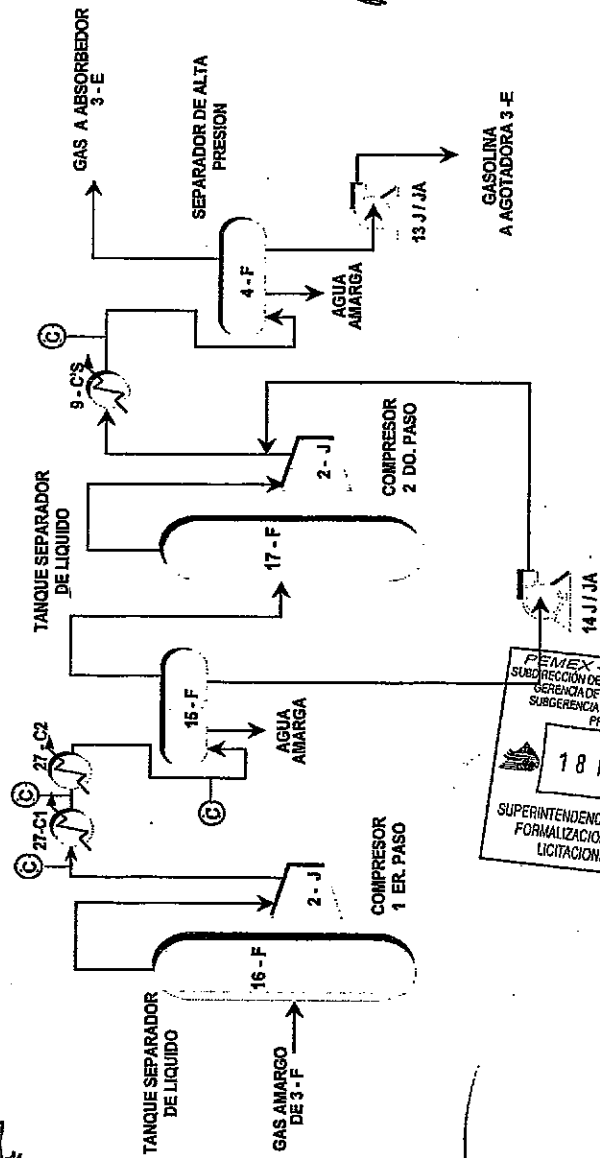 TANQUE SEPARADOR
DE LIQUIDO
GAS AMARGO
DE 3 - F
16 - F
2 - J
COMPRESOR
1 ER. PASO
27-C1
27 - C2
C
C
C
15 - F
AGUA
AMARGA
TANQUE SEPARADOR
DE LIQUIDO
17 - F
2 - J
COMPRESOR
2 DO. PASO
14 J / JA
9 - C'S
C
4 - F
AGUA
AMARGA
SEPARADOR DE ALTA
PRESION
GAS A ABSORBEDOR
3 - E
13 J / JA
GASOLINA
A AGOTADORA 3 -E
PEMEX
SUBDIRECCIÓN DE
GERENCIA DE
SUBGERENCIA
18
SUPERINTENDENC
FORMALIZACIO
LICITACION